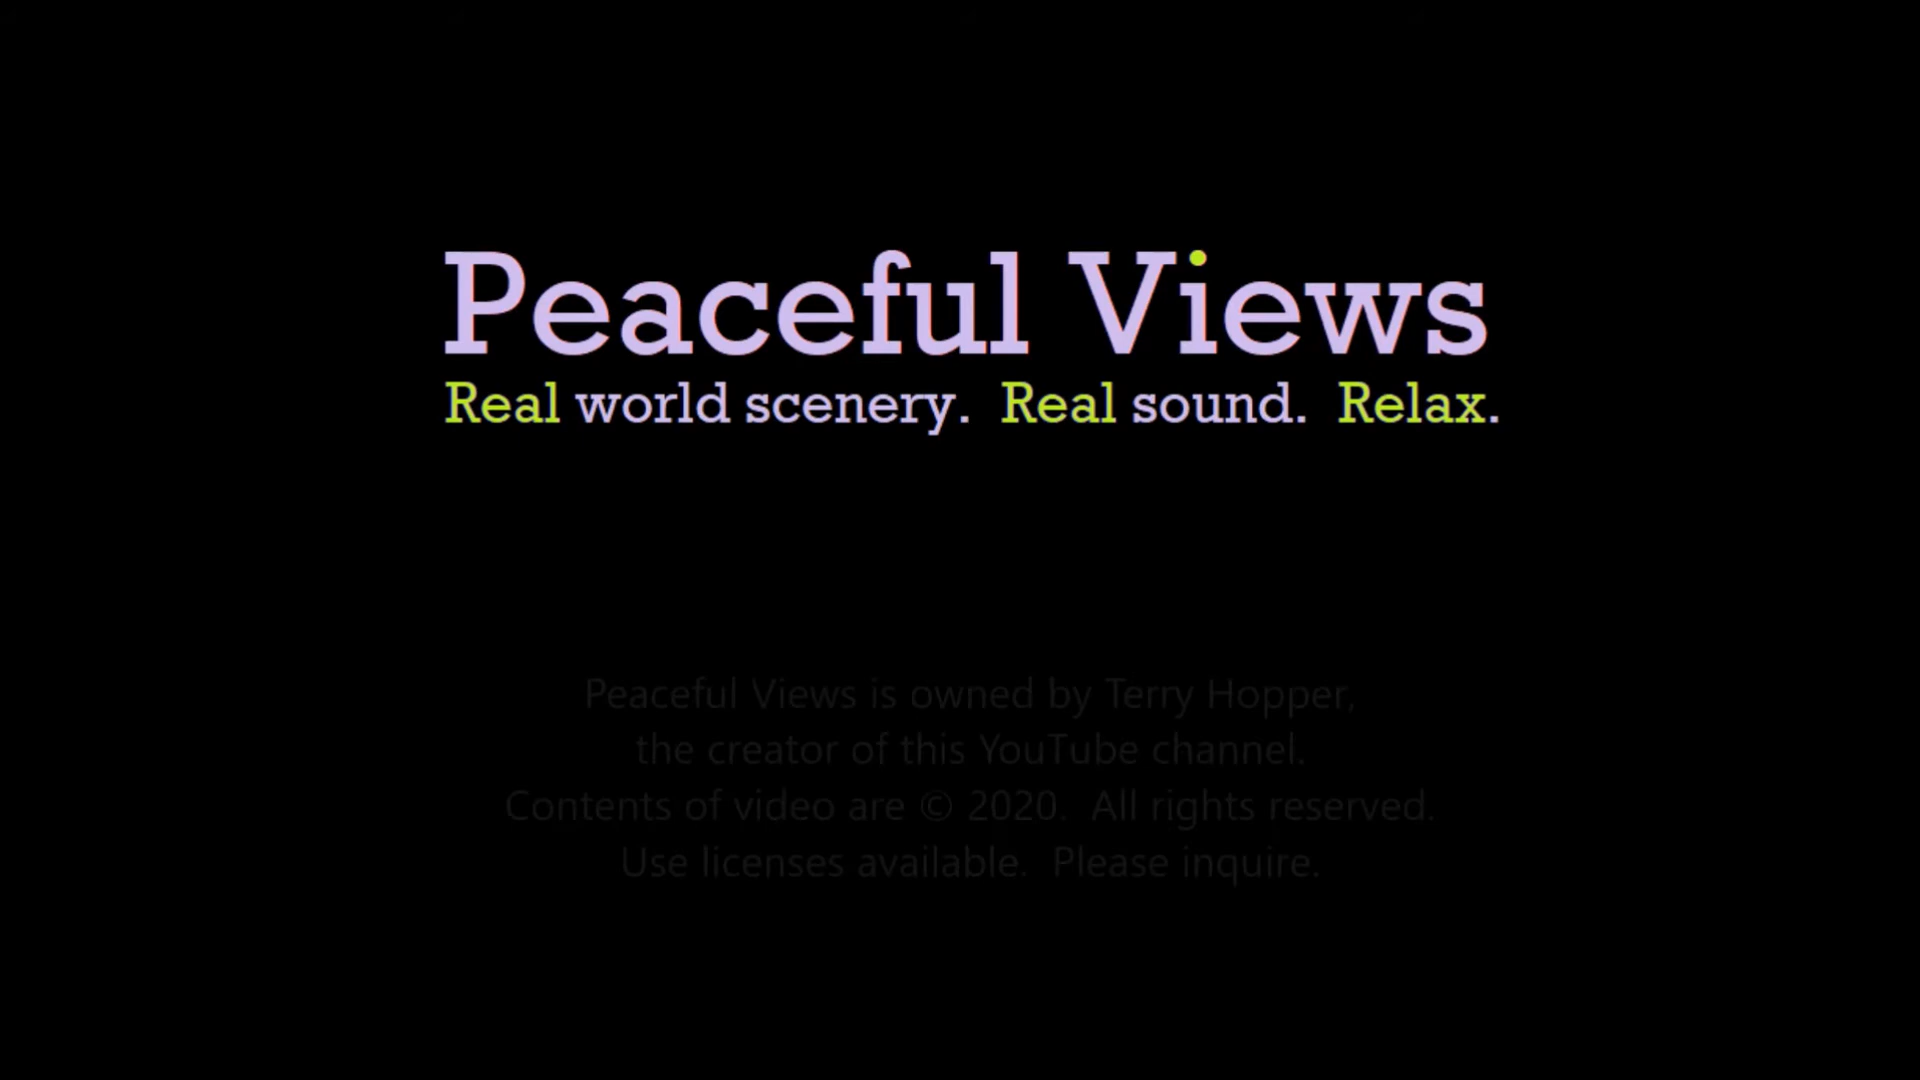 Peaceful Views
Real world scenery.  Real sound.  Relax.
Peaceful Views is owned by Terry Hopper,
the creator of this YouTube channel.
Contents of video are © 2020.  All rights reserved.
Use licenses available.  Please inquire.